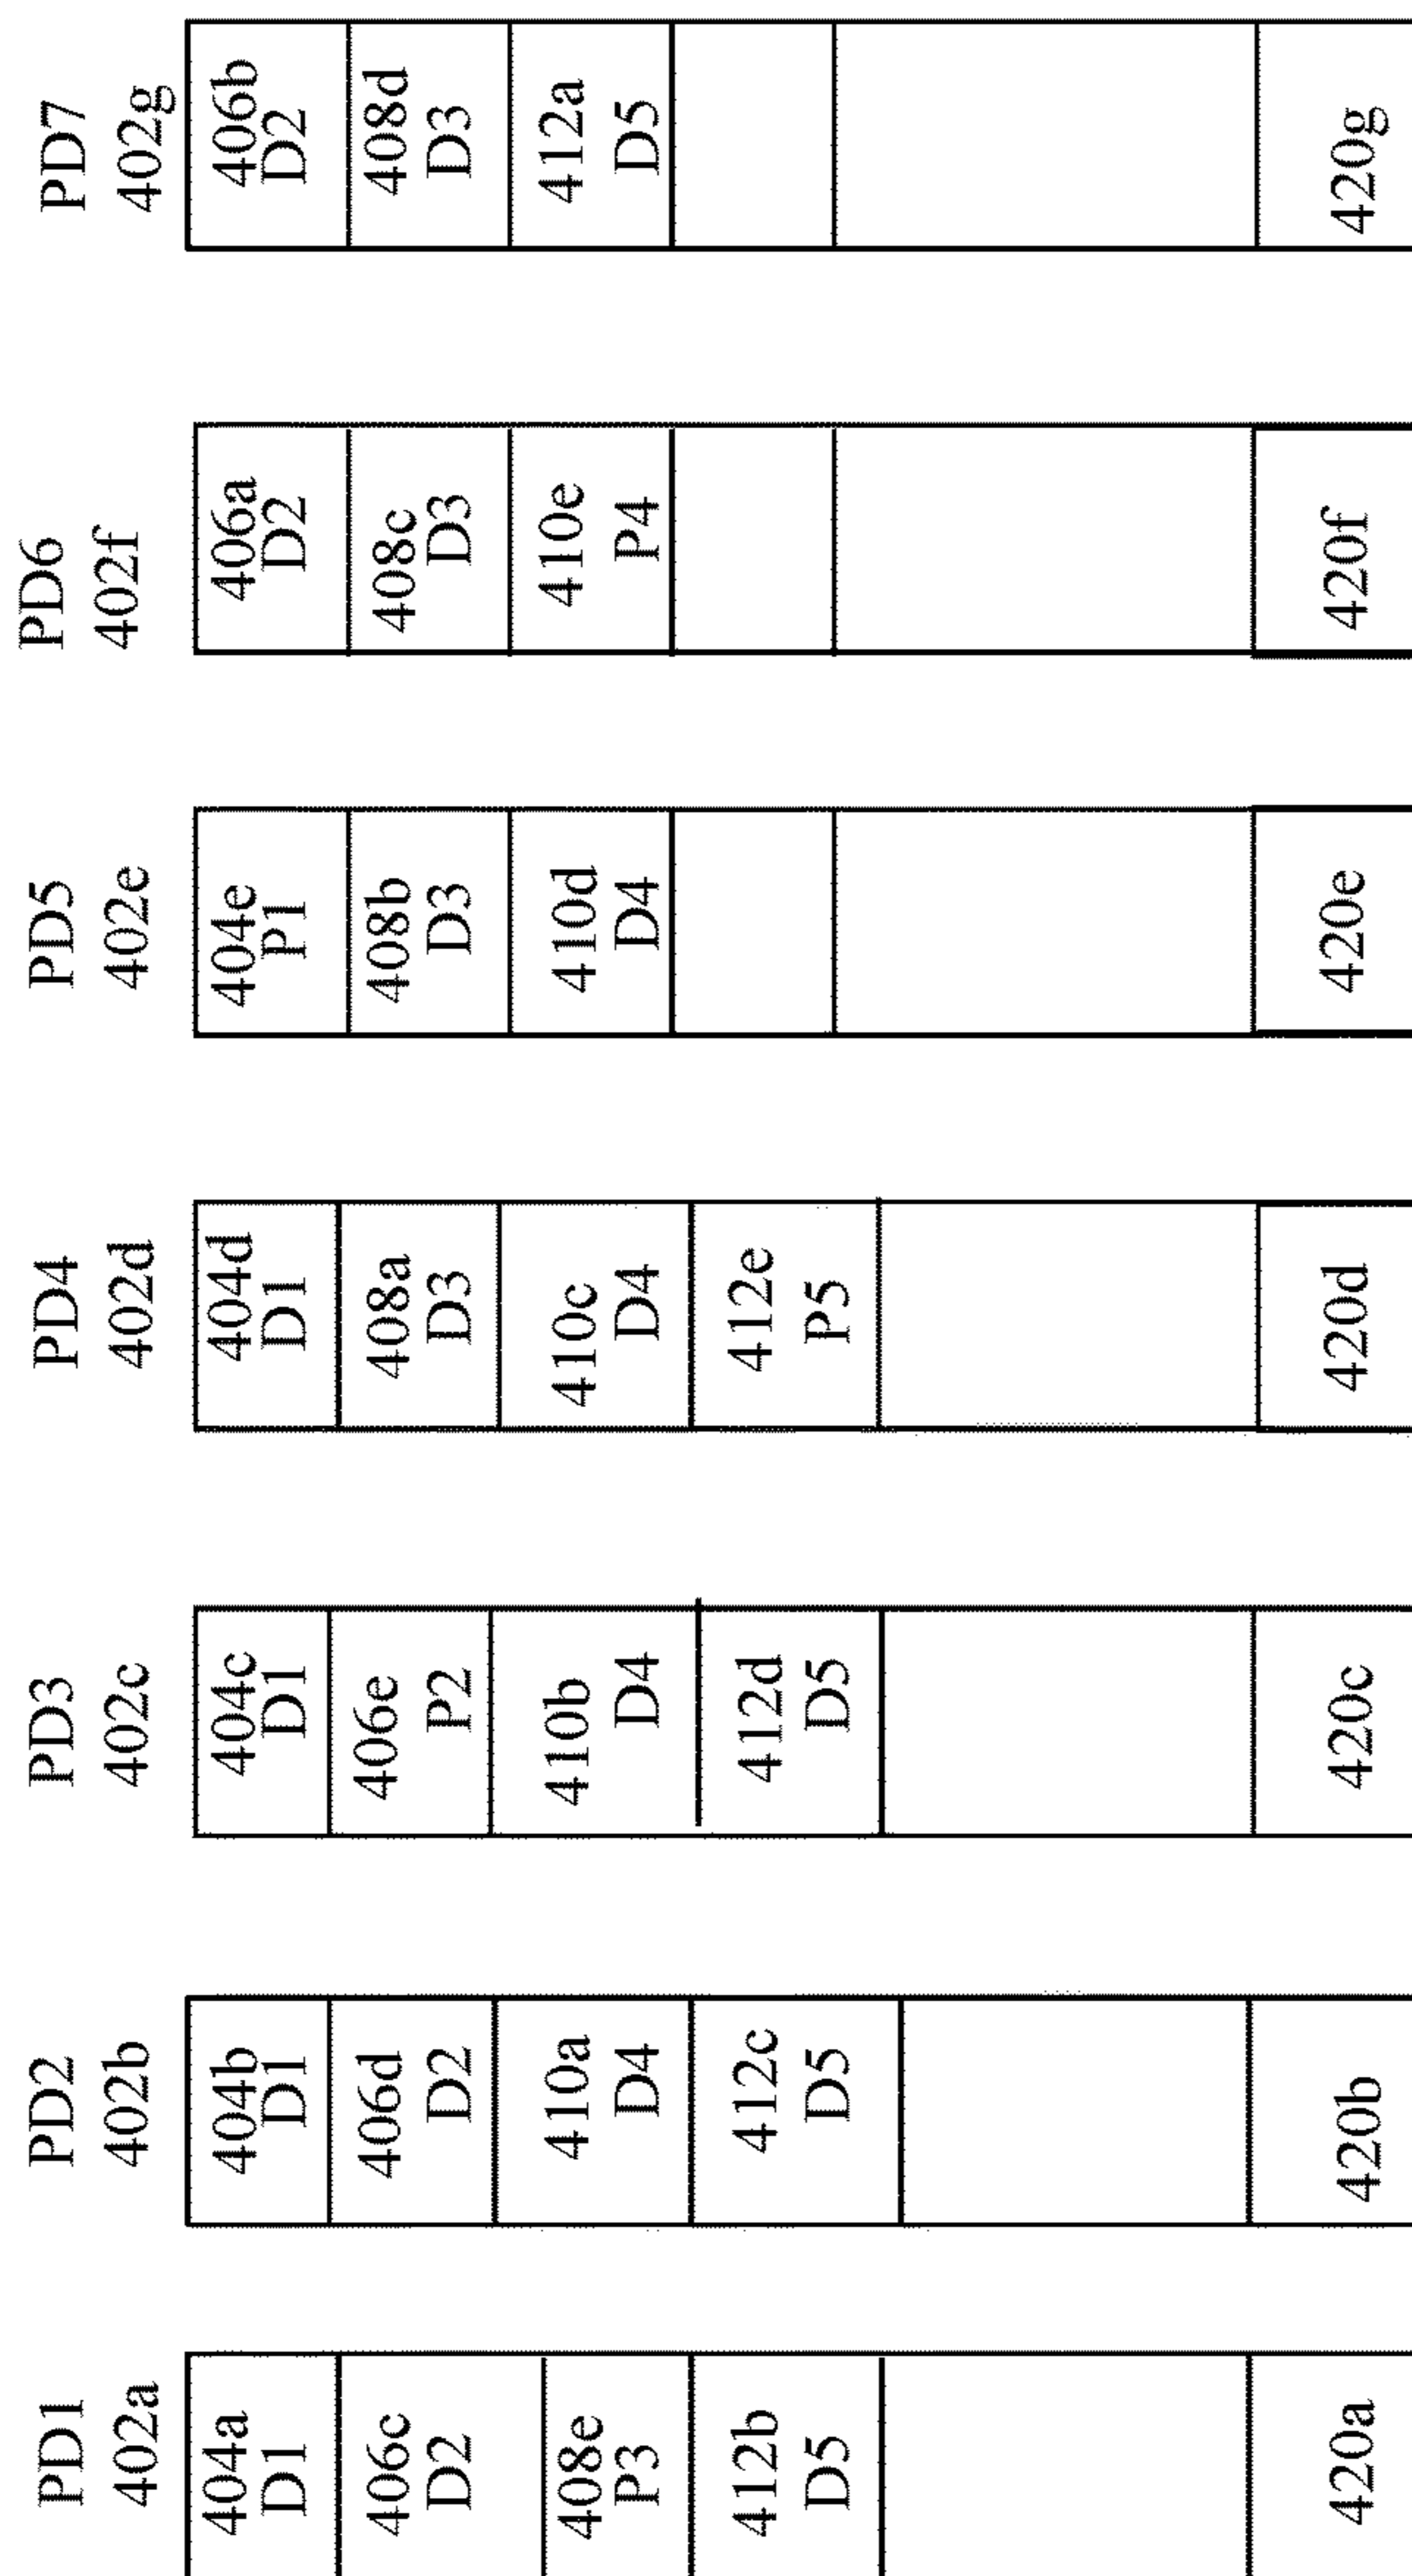 PD1
402a
404a
D1
406c
D2
408e
P3
412b
D5
420a
PD2
402b
404b
D1
406d
D2
410a
D4
412c
D5
420b
PD3
402c
404c
D1
406e
P2
410b
D4
412d
D5
420c
PD4
402d
404d
D1
408a
D3
410c
D4
412e
P5
420d
PD5
402e
404e
P1
408b
D3
410d
D4
420e
PD6
402f
406a
D2
408c
D3
410e
P4
420f
PD7
402g
406b
D2
408d
D3
412a
D5
420g